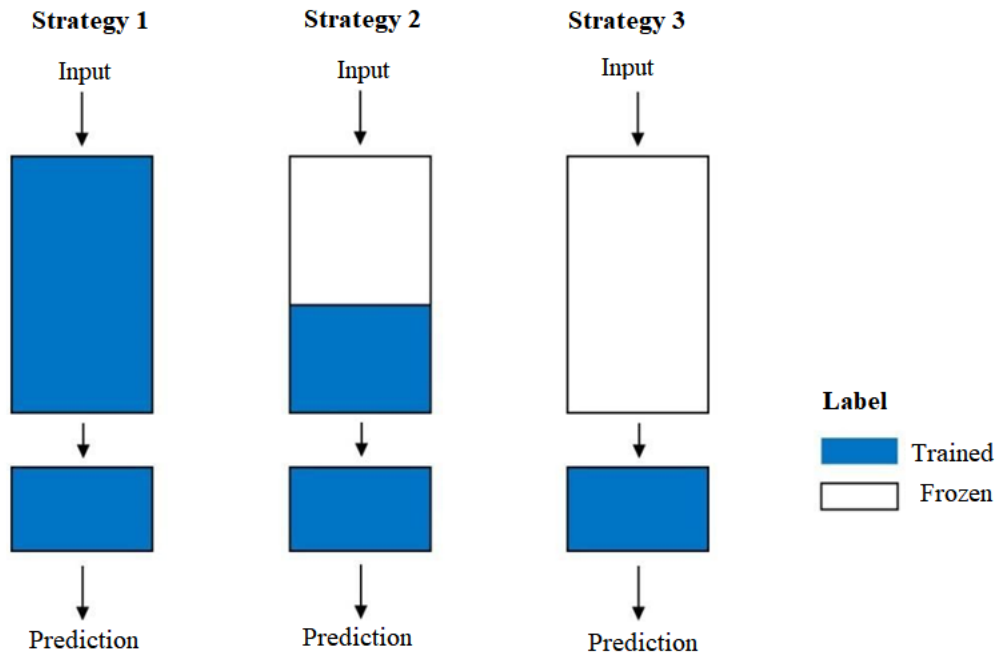 Strategy 1
Strategy 2
Strategy 3
Input
Input
Input
Label
Trained
Frozen
Prediction
Prediction
Prediction